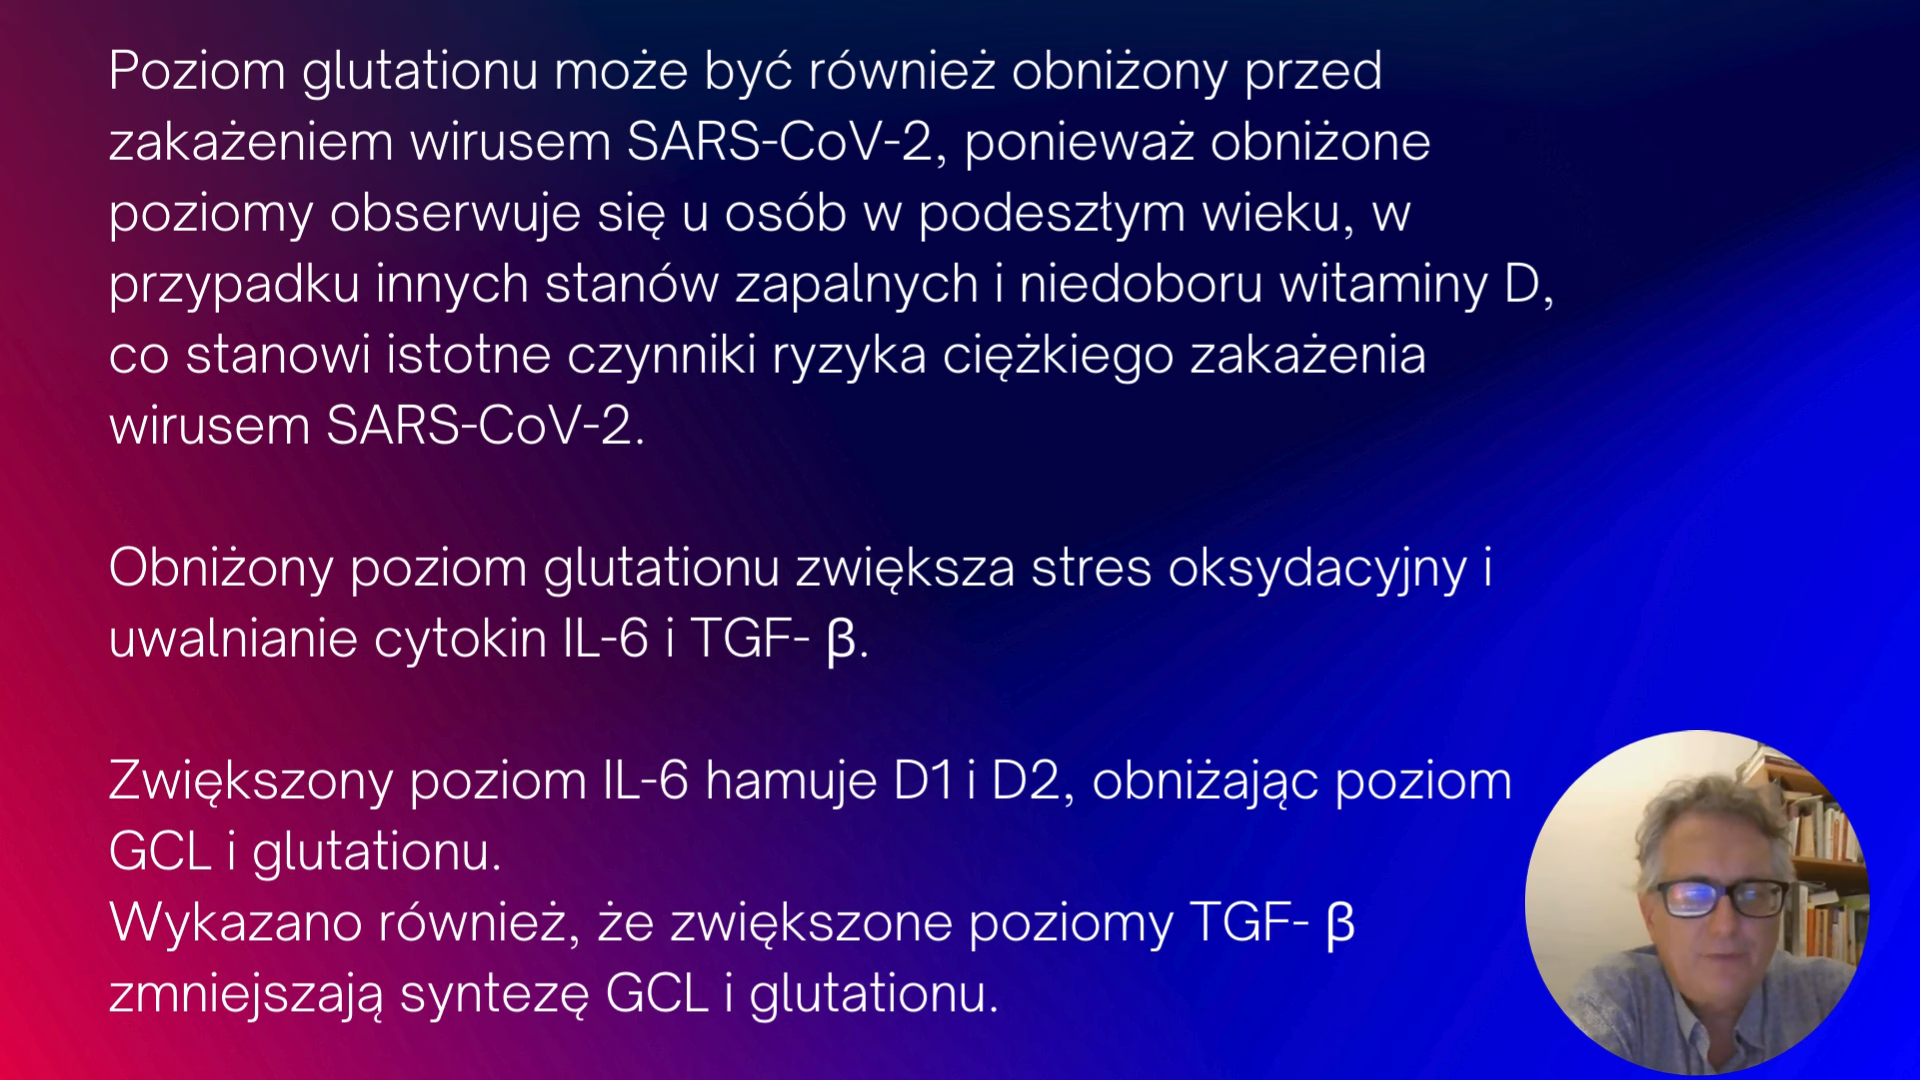 Poziom glutationu może być również obniżony przed
zakażeniem wirusem SARS-CoV-2, ponieważ obniżone
poziomy obserwuje się u osób w podeszłym wieku, w
przypadku innych stanów zapalnych i niedoboru witaminy D,
co stanowi istotne czynniki ryzyka ciężkiego zakażenia
wirusem SARS-CoV-2.
Obniżony poziom glutationu zwiększa stres oksydacyjny i
uwalnianie cytokin IL-6 i TGF- β.
Zwiększony poziom IL-6 hamuje D1 i D2, obniżając poziom
GCL i glutationu.
Wykazano również, że zwiększone poziomy TGF- β
zmniejszają syntezę GCL i glutationu.